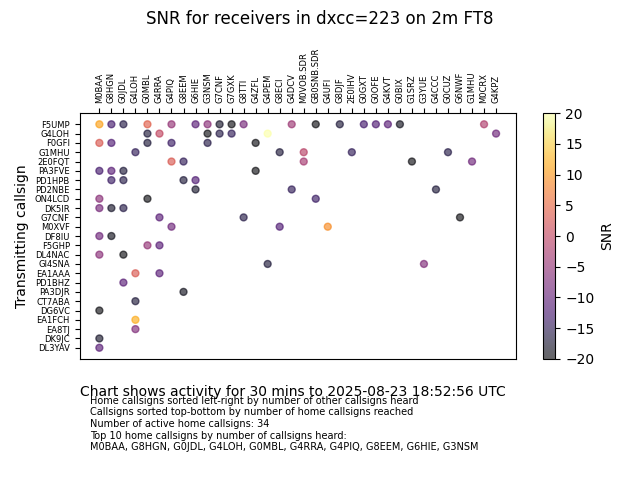 SNR for receivers in dxcc=223 on 2m FT8
M0BAA G8HGN G0JDL G4LOH G0MBL G4RRA G4PIQ G8EEM G6HIE G3NSM G7CNF G7GXK G8TTI G4ZFL G4PEM G8ECI G4DCV M0VOB.SDR GB0SNB.SDR G4UFI G8DJF 2E0IHV G0GXT G0OFE G4KVT G0BIX G1SRZ G3YUE G4CCC G0CUZ G6NWF G1MHU M0CRX G4KPZ
F5UMP
G4LOH
F0GFI
G1MHU
2E0FQT
PA3FVE
PD1HPB
PD2NBE
ON4LCD
DK5IR
G7CNF
M0XVF
DF8IU
F5GHP
DL4NAC
GI4SNA
EA1AAA
PD1BHZ
PA3DJR
CT7ABA
DG6VC
EA1FCH
EA8TJ
DK9JC
DL3YAV
Transmitting callsign
20
15
10
5
0
−5
−10
−15
−20
SNR
Chart shows activity for 30 mins to 2025-08-23 18:52:56 UTC
Home callsigns sorted left-right by number of other callsigns heard
Callsigns sorted top-bottom by number of home callsigns reached
Number of active home callsigns: 34
Top 10 home callsigns by number of callsigns heard:
M0BAA, G8HGN, G0JDL, G4LOH, G0MBL, G4RRA, G4PIQ, G8EEM, G6HIE, G3NSM